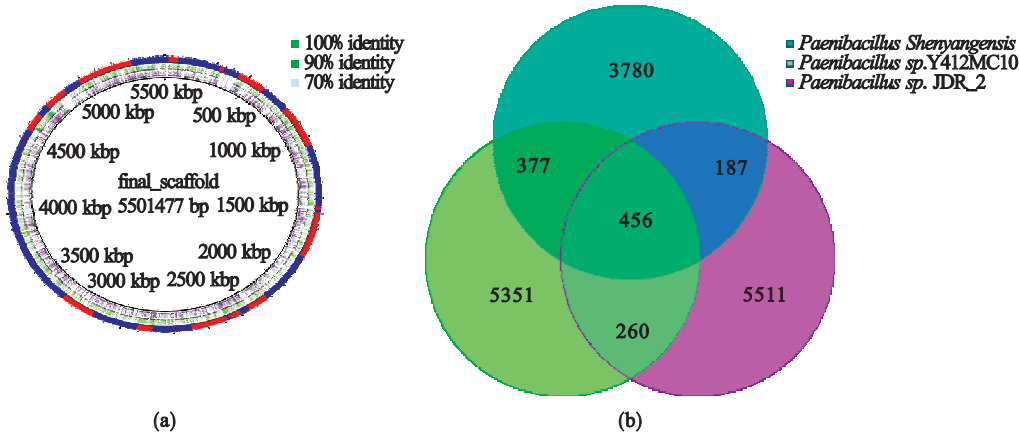 100% identity
90% identity
70% identity
5500 kbp
500 kbp
1000 kbp
1500 kbp
2000 kbp
2500 kbp
3000 kbp
3500 kbp
4000 kbp
4500 kbp
5000 kbp
final_scaffold
5501477 bp
(a)
Paenibacillus Shenyangensis
Paenibacillus sp.Y412MC10
Paenibacillus sp. JDR_2
3780
377
187
456
5351
5511
260
(b)